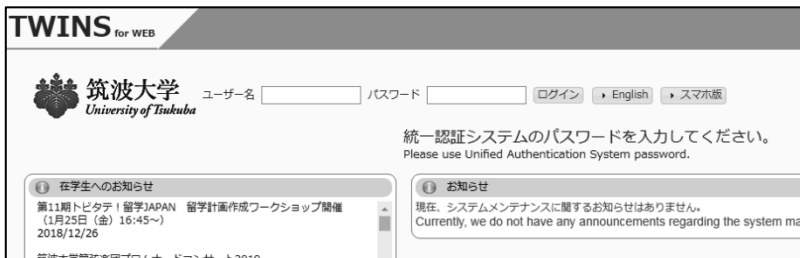 TWINS for WEB
筑波大学
University of Tsukuba
ユーザー名 パスワード ログイン English スマホ版
統一認証システムのパスワードを入力してください。
Please use Unified Authentication System password.
在学生へのお知らせ
第11期トビタテ！留学JAPAN 留学計画作成ワークショップ開催
（1月25日（金）16:45～）
2018/12/26
お知らせ
現在、システムメンテナンスに関するお知らせはありません。
Currently, we do not have any announcements regarding the system ma